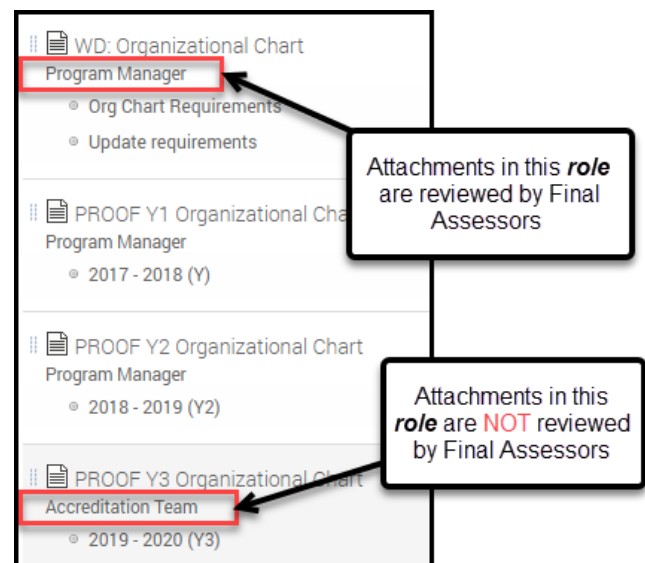 WD: Organizational Chart
Program Manager
Org Chart Requirements
Update requirements
Attachments in this role
are reviewed by Final
Assessors
PROOF Y1 Organizational Cha
Program Manager
2017 - 2018 (Y)
PROOF Y2 Organizational Chart
Program Manager
2018 - 2019 (Y2)
Attachments in this
role are NOT reviewed
by Final Assessors
PROOF Y3 Organizational Chart
Accreditation Team
2019 - 2020 (Y3)